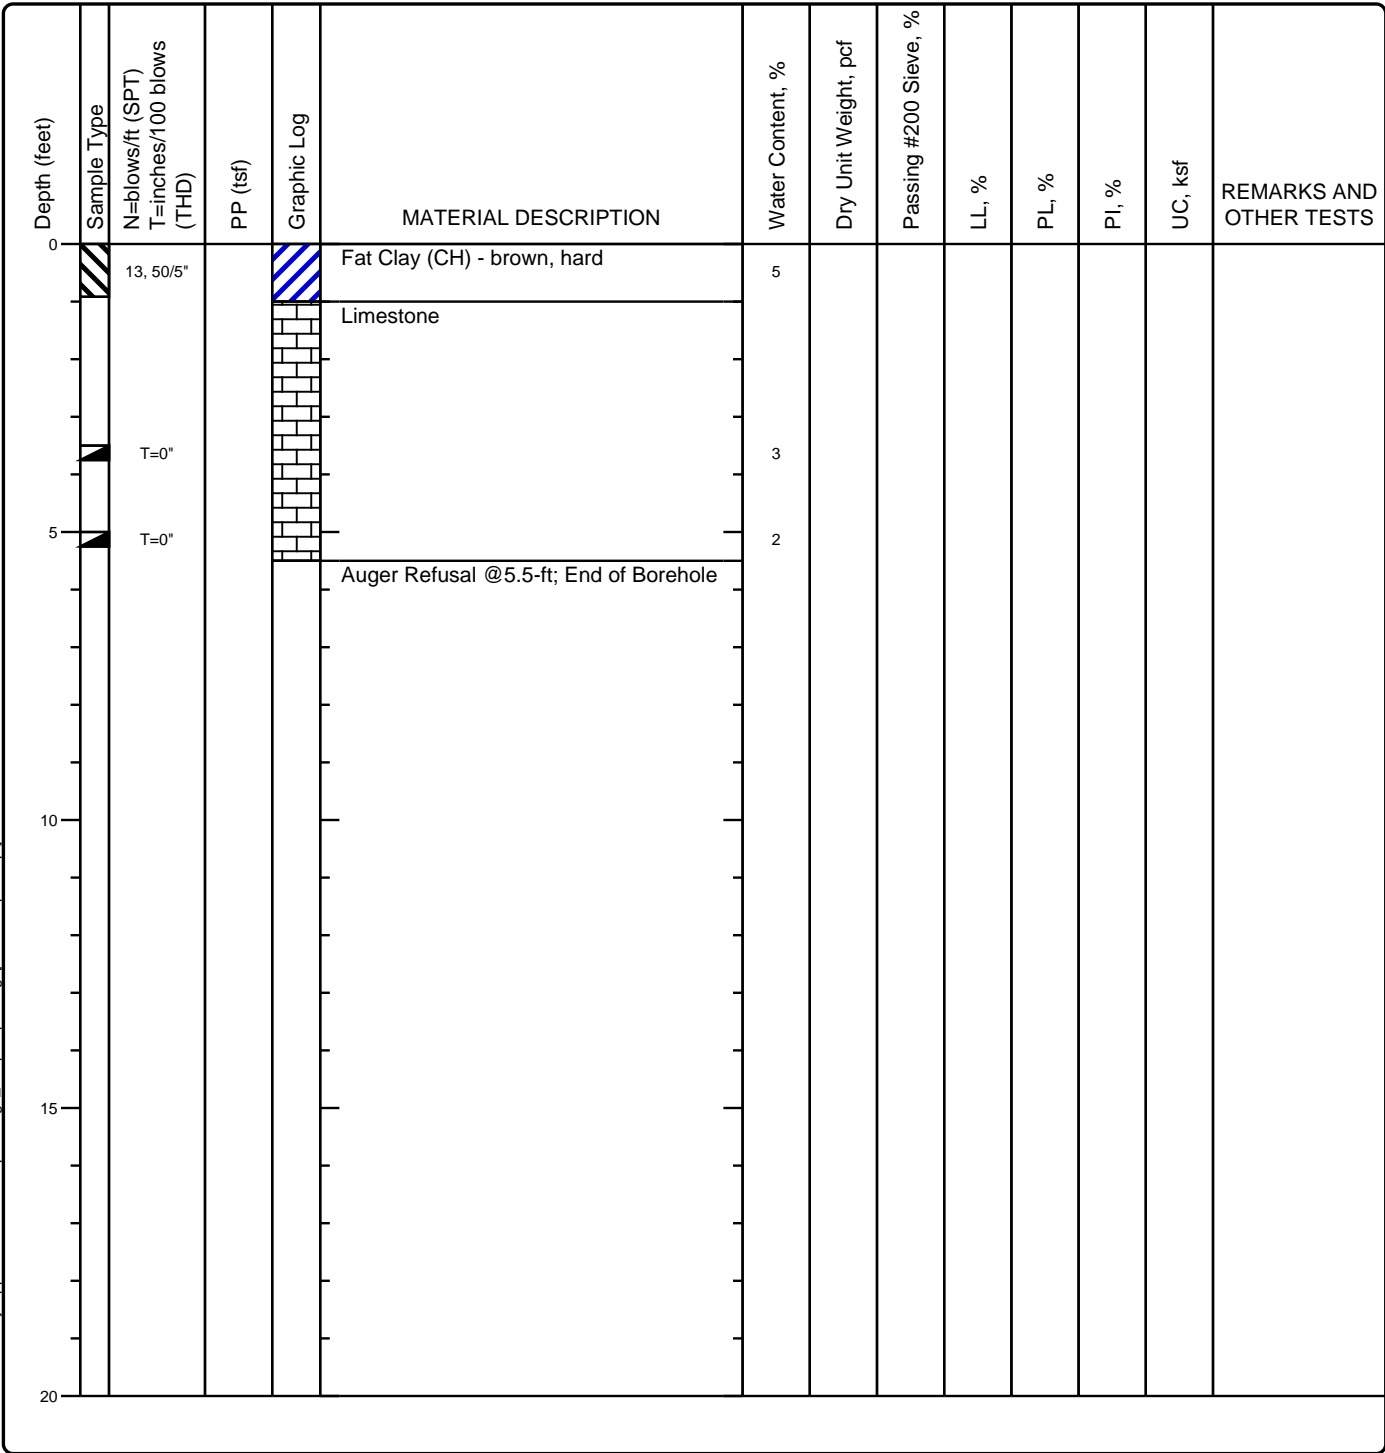 Depth (feet)
Sample Type
N=blows/ft (SPT)
T=inches/100 blows
(THD)
PP (tsf)
Graphic Log
MATERIAL DESCRIPTION
Water Content, %
Dry Unit Weight, pcf
Passing #200 Sieve, %
LL, %
PL, %
PI, %
UC, ksf
REMARKS AND
OTHER TESTS
0
Fat Clay (CH) - brown, hard
13, 50/5"
5
Limestone
T=0"
3
5
T=0"
2
Auger Refusal @5.5-ft; End of Borehole
10
15
20